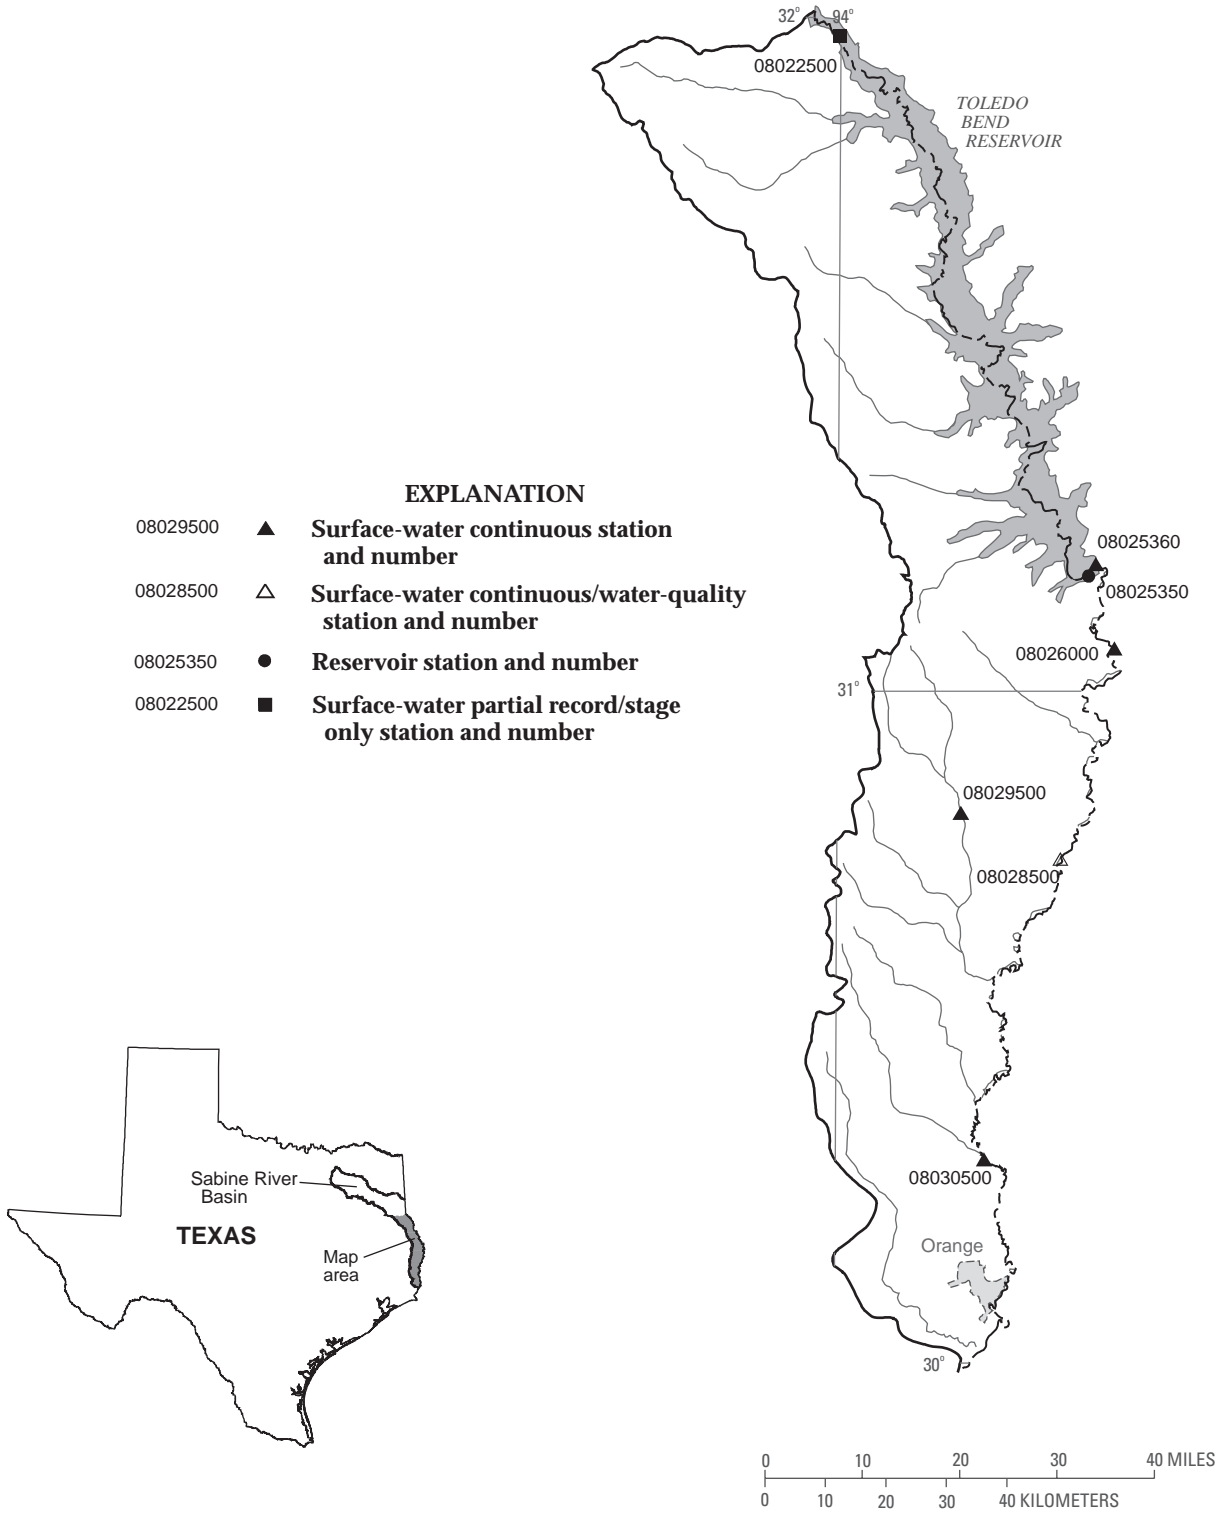 32° 94°
08022500
TOLEDO
BEND
RESERVOIR
EXPLANATION
08029500 Surface-water continuous station
and number
08028500 Surface-water continuous/water-quality
station and number
08025350 Reservoir station and number
08022500 Surface-water partial record/stage
only station and number
08025360
08025350
08026000
31°
08029500
08028500
08030500
Orange
30°
Sabine River
Basin
TEXAS
Map
area
0 10 20 30 40 MILES
0 10 20 30 40 KILOMETERS